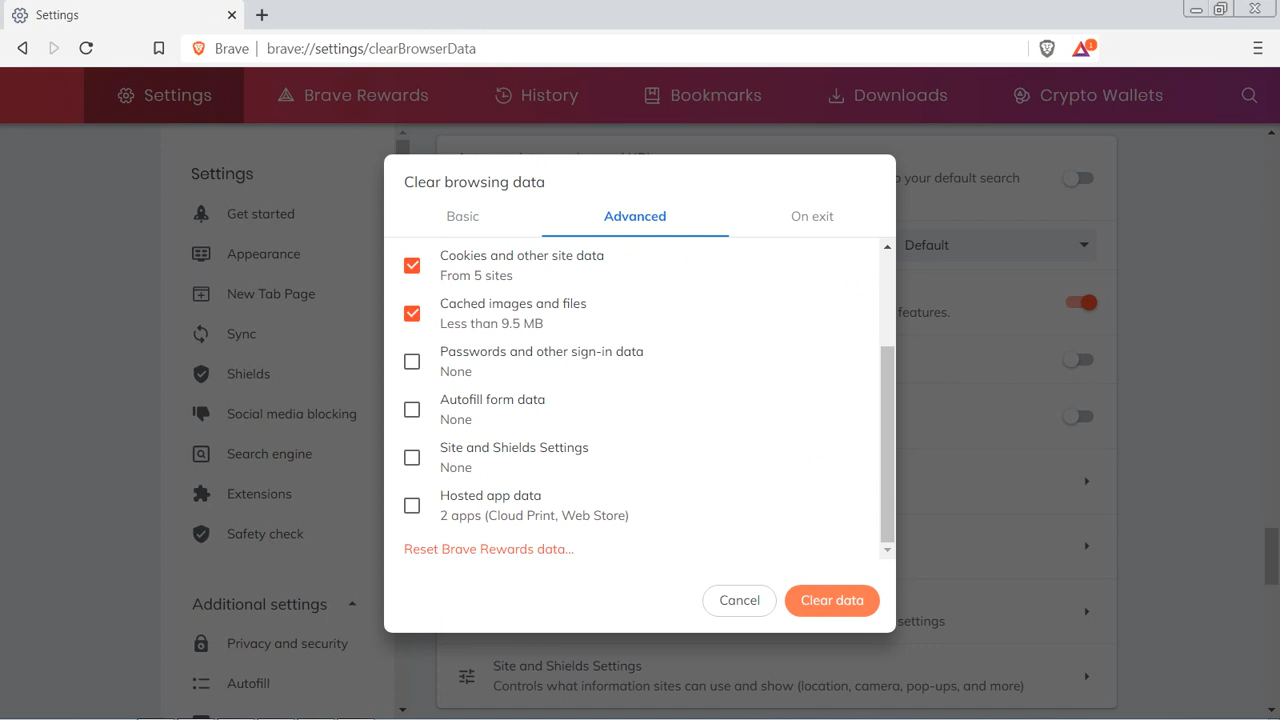 Settings
Brave
brave://settings/clearBrowserData
1
Settings
Brave Rewards
History
Bookmarks
Downloads
Crypto Wallets
Settings
Get started
Appearance
New Tab Page
Sync
Shields
Social media blocking
Search engine
Extensions
Safety check
Additional settings
Privacy and security
Autofill
your default search
Default
features.
settings
Site and Shields Settings
Controls what information sites can use and show (location, camera, pop-ups, and more)
Clear browsing data
Basic
Advanced
On exit
Cookies and other site data
From 5 sites
Cached images and files
Less than 9.5 MB
Passwords and other sign-in data
None
Autofill form data
None
Site and Shields Settings
None
Hosted app data
2 apps (Cloud Print, Web Store)
Reset Brave Rewards data...
Cancel
Clear data